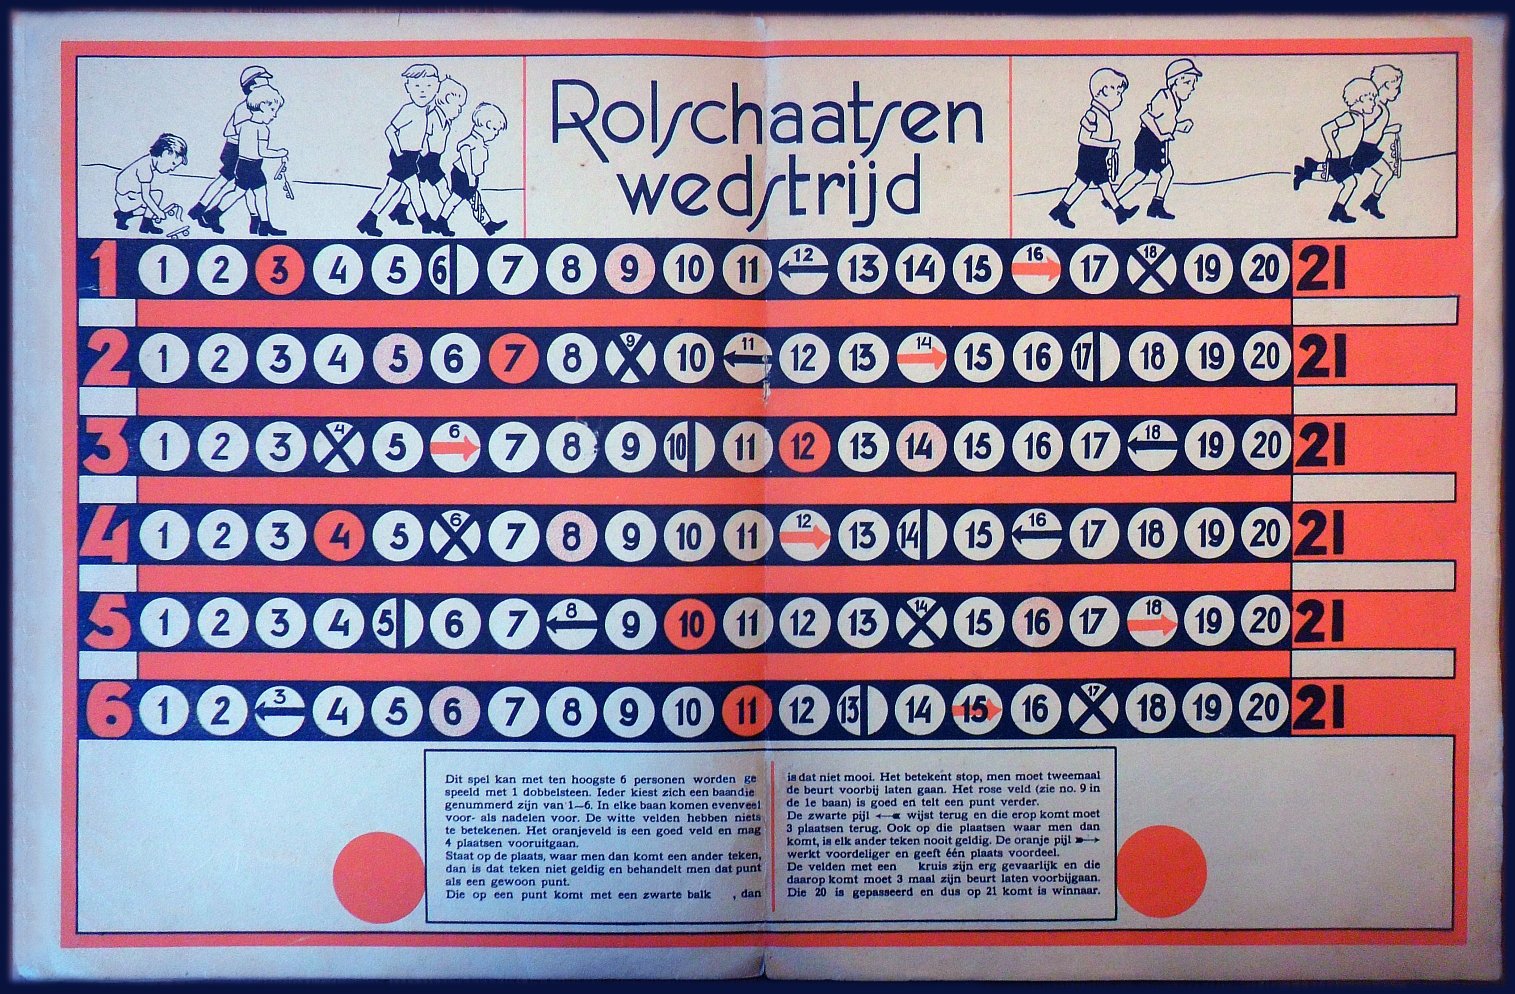 Rolschaatsen
wedstrijd
1 1 2 3 4 5 6 7 8 9 10 11 12 13 14 15 16 17 18 19 20 21
2 1 2 3 4 5 6 7 8 9 10 11 12 13 14 15 16 17 18 19 20 21
3 1 2 3 4 5 6 7 8 9 10 11 12 13 14 15 16 17 18 19 20 21
4 1 2 3 4 5 6 7 8 9 10 11 12 13 14 15 16 17 18 19 20 21
5 1 2 3 4 5 6 7 8 9 10 11 12 13 14 15 16 17 18 19 20 21
6 1 2 3 4 5 6 7 8 9 10 11 12 13 14 15 16 17 18 19 20 21
Dit spel kan met ten hoogste 6 personen worden ge
speeld met 1 dobbelsteen. Ieder kiest zich een baan die
genummerd zijn van 1—6. In elke baan komen evenveel
voor- als nadelen voor. De witte velden hebben niets
te betekenen. Het oranjeveld is een goed veld en mag
4 plaatsen vooruitgaan.
Staat op de plaats, waar men dan komt een ander teken,
dan is dat teken niet geldig en behandelt men dat punt
als een gewoon punt.
Die op een punt komt met een zwarte balk , dan
is dat niet mooi. Het betekent stop, men moet tweemaal
de beurt voorbij laten gaan. Het rose veld (zie no. 9 in
de 1e baan) is goed en telt een punt verder.
De zwarte pijl wijst terug en die erop komt moet
3 plaatsen terug. Ook op die plaatsen waar men dan
komt, is elk ander teken nooit geldig. De oranje pijl
werkt voordeliger en geeft één plaats voordeel.
De velden met een kruis zijn erg gevaarlijk en die
daarop komt moet 3 maal zijn beurt laten voorbijgaan.
Die 20 is gepasseerd en dus op 21 komt is winnaar.